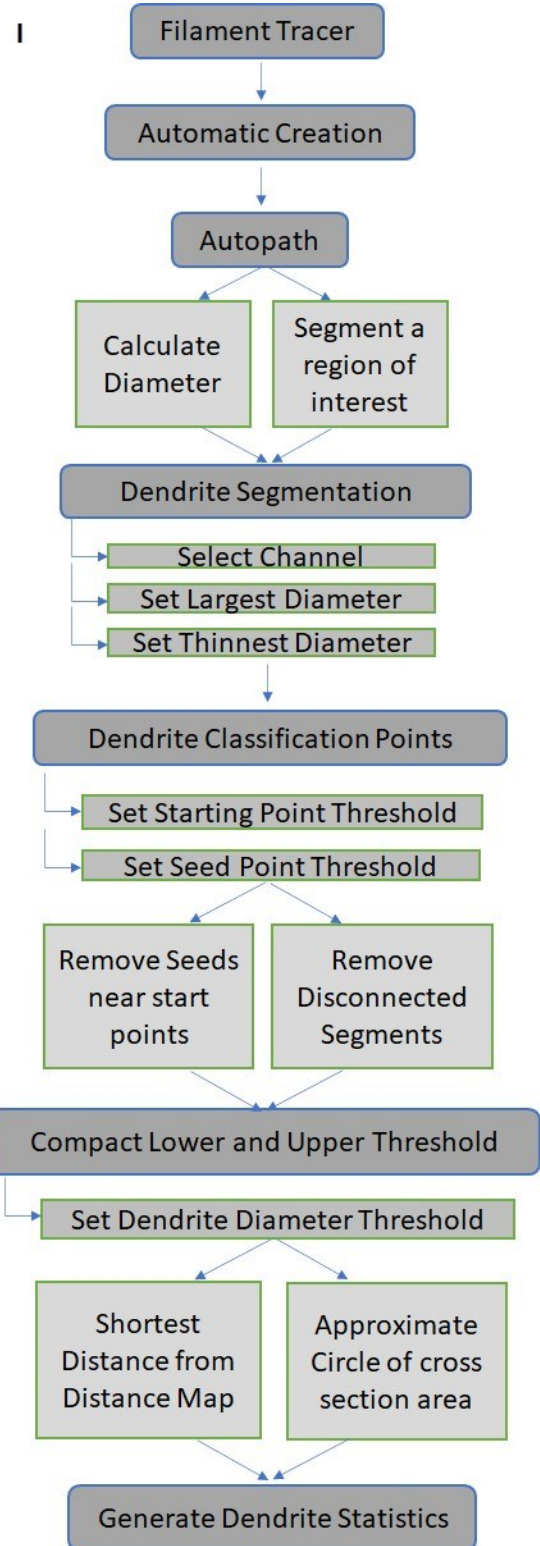 I
Filament Tracer
Automatic Creation
Autopath
Calculate
Diameter
Segment a
region of
interest
Dendrite Segmentation
Select Channel
Set Largest Diameter
Set Thinnest Diameter
Dendrite Classification Points
Set Starting Point Threshold
Set Seed Point Threshold
Remove Seeds
near start
points
Remove
Disconnected
Segments
Compact Lower and Upper Threshold
Set Dendrite Diameter Threshold
Shortest
Distance from
Distance Map
Approximate
Circle of cross
section area
Generate Dendrite Statistics